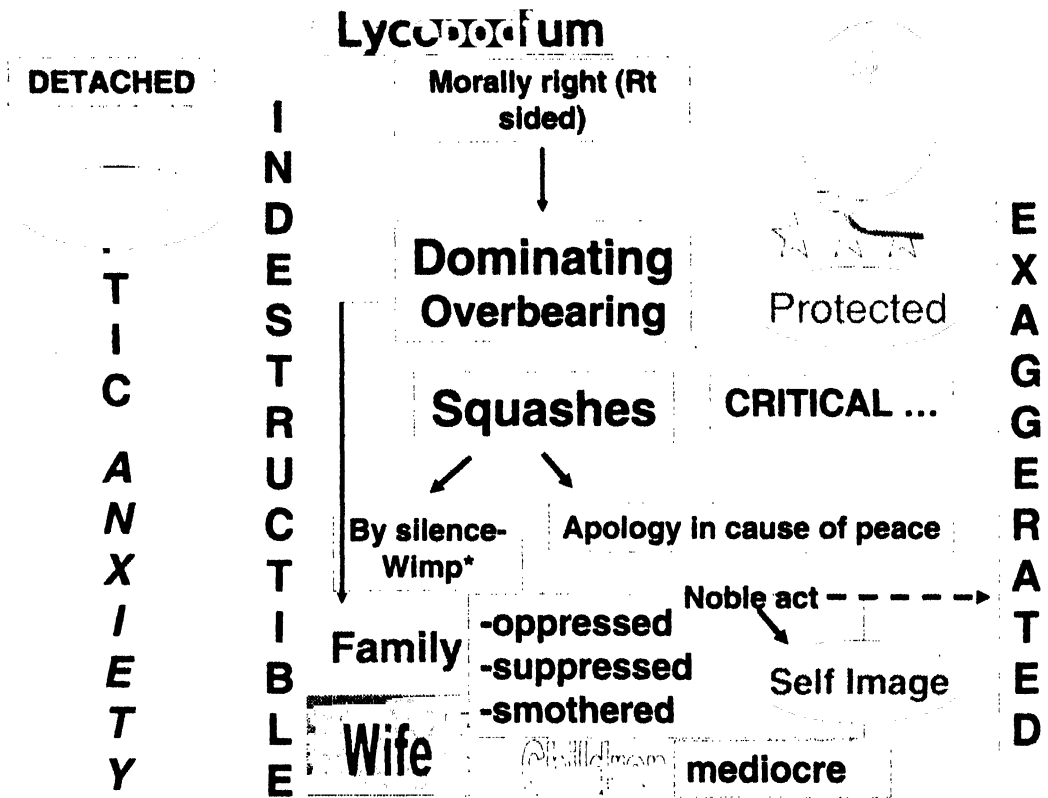 Lycopodium
DETACHED
Morally right (Rt
sided)
INDESTRUCTIBLE
TIC ANXIETY
Dominating
Overbearing
Protected
EXAGGERATED
Squashes
CRITICAL ...
By silence-
Wimp*
Apology in cause of peace
Noble act
Family
-oppressed
-suppressed
-smothered
Self Image
Wife
Children
mediocre